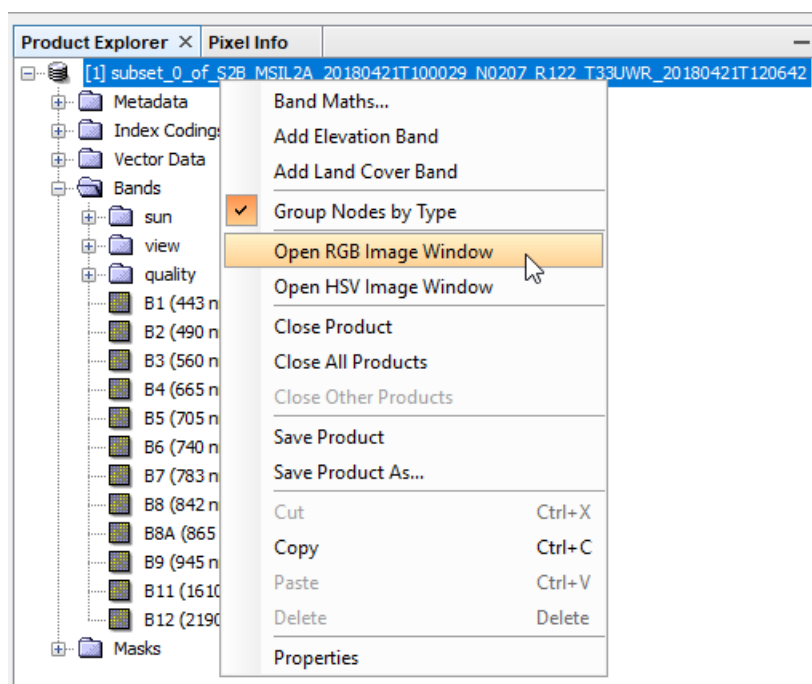 Product Explorer × Pixel Info
[1] subset_0_of_S2B_MSIL2A_20180421T100029_N0207_R122_T33UWR_20180421T120642
Metadata
Index Codings
Vector Data
Bands
sun
view
quality
B1 (443 n
B2 (490 n
B3 (560 n
B4 (665 n
B5 (705 n
B6 (740 n
B7 (783 n
B8 (842 n
B8A (865
B9 (945 n
B11 (1610
B12 (2190
Masks
Band Maths...
Add Elevation Band
Add Land Cover Band
Group Nodes by Type
Open RGB Image Window
Open HSV Image Window
Close Product
Close All Products
Close Other Products
Save Product
Save Product As...
Cut Ctrl+X
Copy Ctrl+C
Paste Ctrl+V
Delete Delete
Properties